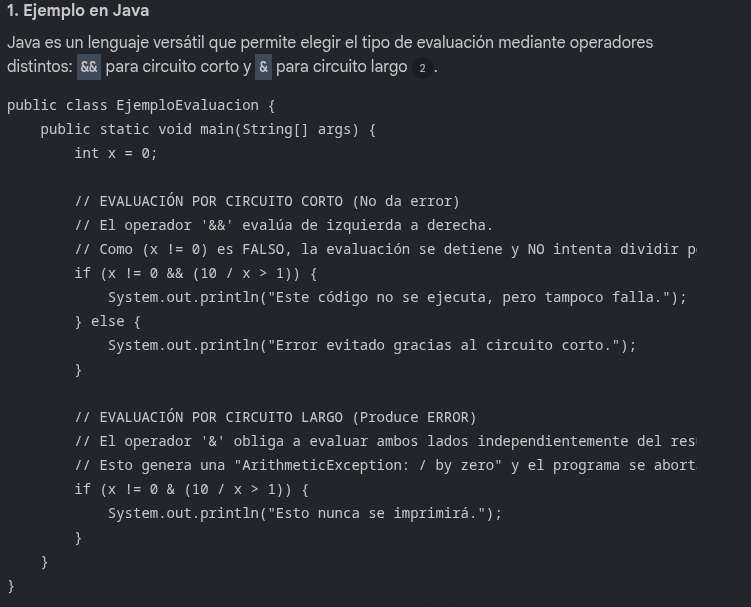 1. Ejemplo en Java
Java es un lenguaje versátil que permite elegir el tipo de evaluación mediante operadores
distintos: && para circuito corto y & para circuito largo 2 .
public class EjemploEvaluacion {
    public static void main(String[] args) {
        int x = 0;

        // EVALUACIÓN POR CIRCUITO CORTO (No da error)
        // El operador '&&' evalúa de izquierda a derecha.
        // Como (x != 0) es FALSO, la evaluación se detiene y NO intenta dividir
        if (x != 0 && (10 / x > 1)) {
            System.out.println("Este código no se ejecuta, pero tampoco falla.");
        } else {
            System.out.println("Error evitado gracias al circuito corto.");
        }

        // EVALUACIÓN POR CIRCUITO LARGO (Produce ERROR)
        // El operador '&' obliga a evaluar ambos lados independientemente del
        // Esto genera una "ArithmeticException: / by zero" y el programa se
        if (x != 0 & (10 / x > 1)) {
            System.out.println("Esto nunca se imprimirá.");
        }
    }
}